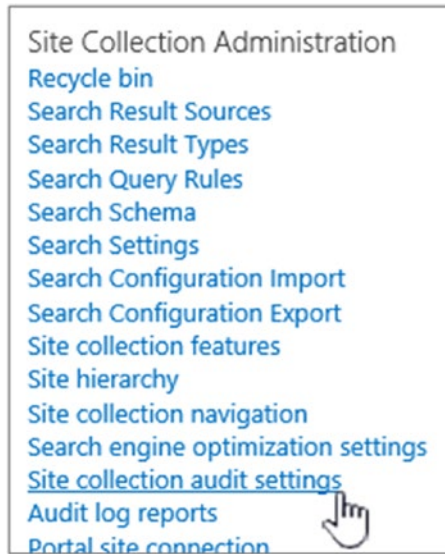 Site Collection Administration
Recycle bin
Search Result Sources
Search Result Types
Search Query Rules
Search Schema
Search Settings
Search Configuration Import
Search Configuration Export
Site collection features
Site hierarchy
Site collection navigation
Search engine optimization settings
Site collection audit settings
Audit log reports
Portal site connection